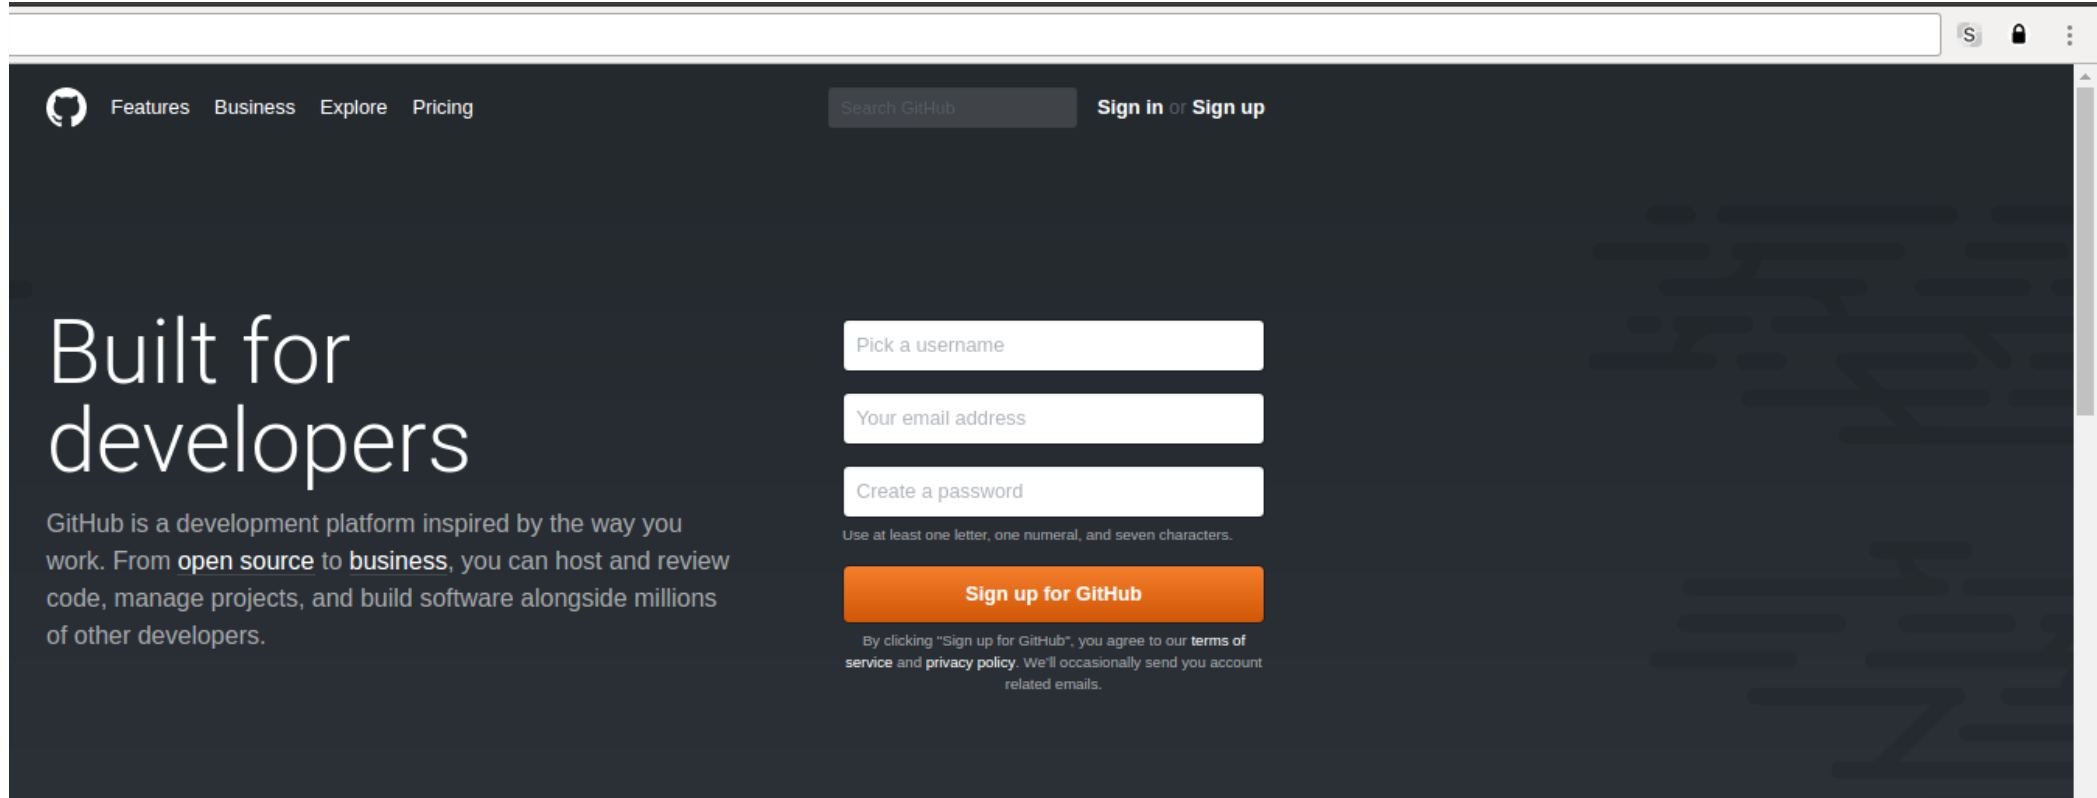 S
Features Business Explore Pricing
Search GitHub
Sign in or Sign up
Built for
developers
GitHub is a development platform inspired by the way you
work. From open source to business, you can host and review
code, manage projects, and build software alongside millions
of other developers.
Pick a username
Your email address
Create a password
Use at least one letter, one numeral, and seven characters.
Sign up for GitHub
By clicking "Sign up for GitHub", you agree to our terms of
service and privacy policy. We'll occasionally send you account
related emails.